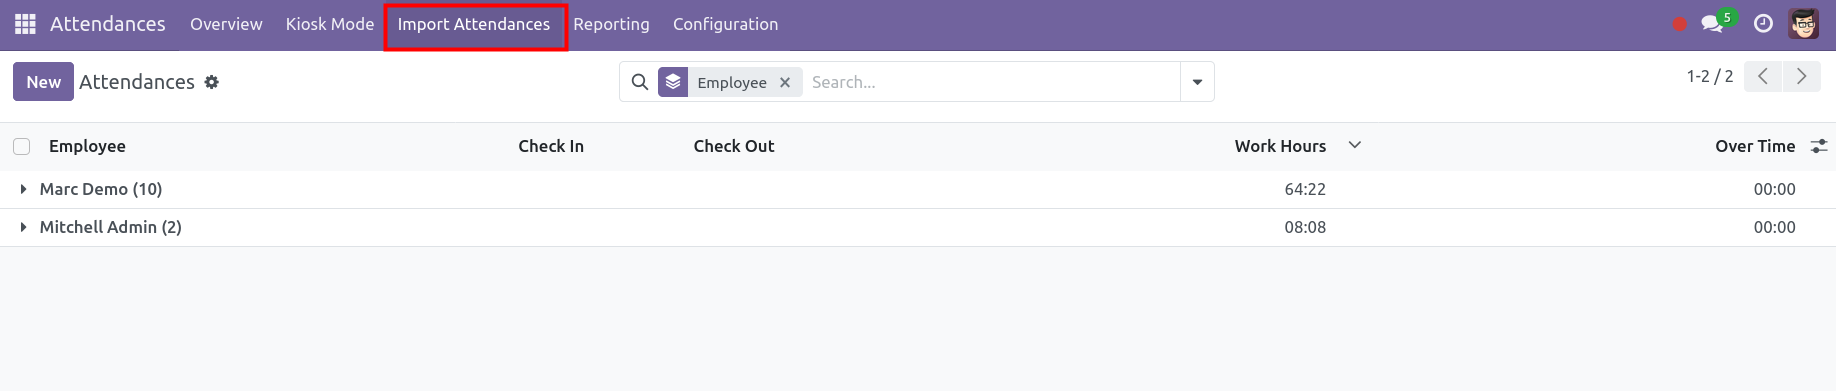 Attendances Overview Kiosk Mode Import Attendances Reporting Configuration 5
New Attendances Employee Search... 1-2 / 2
Employee Check In Check Out Work Hours Over Time
Marc Demo (10) 64:22 00:00
Mitchell Admin (2) 08:08 00:00